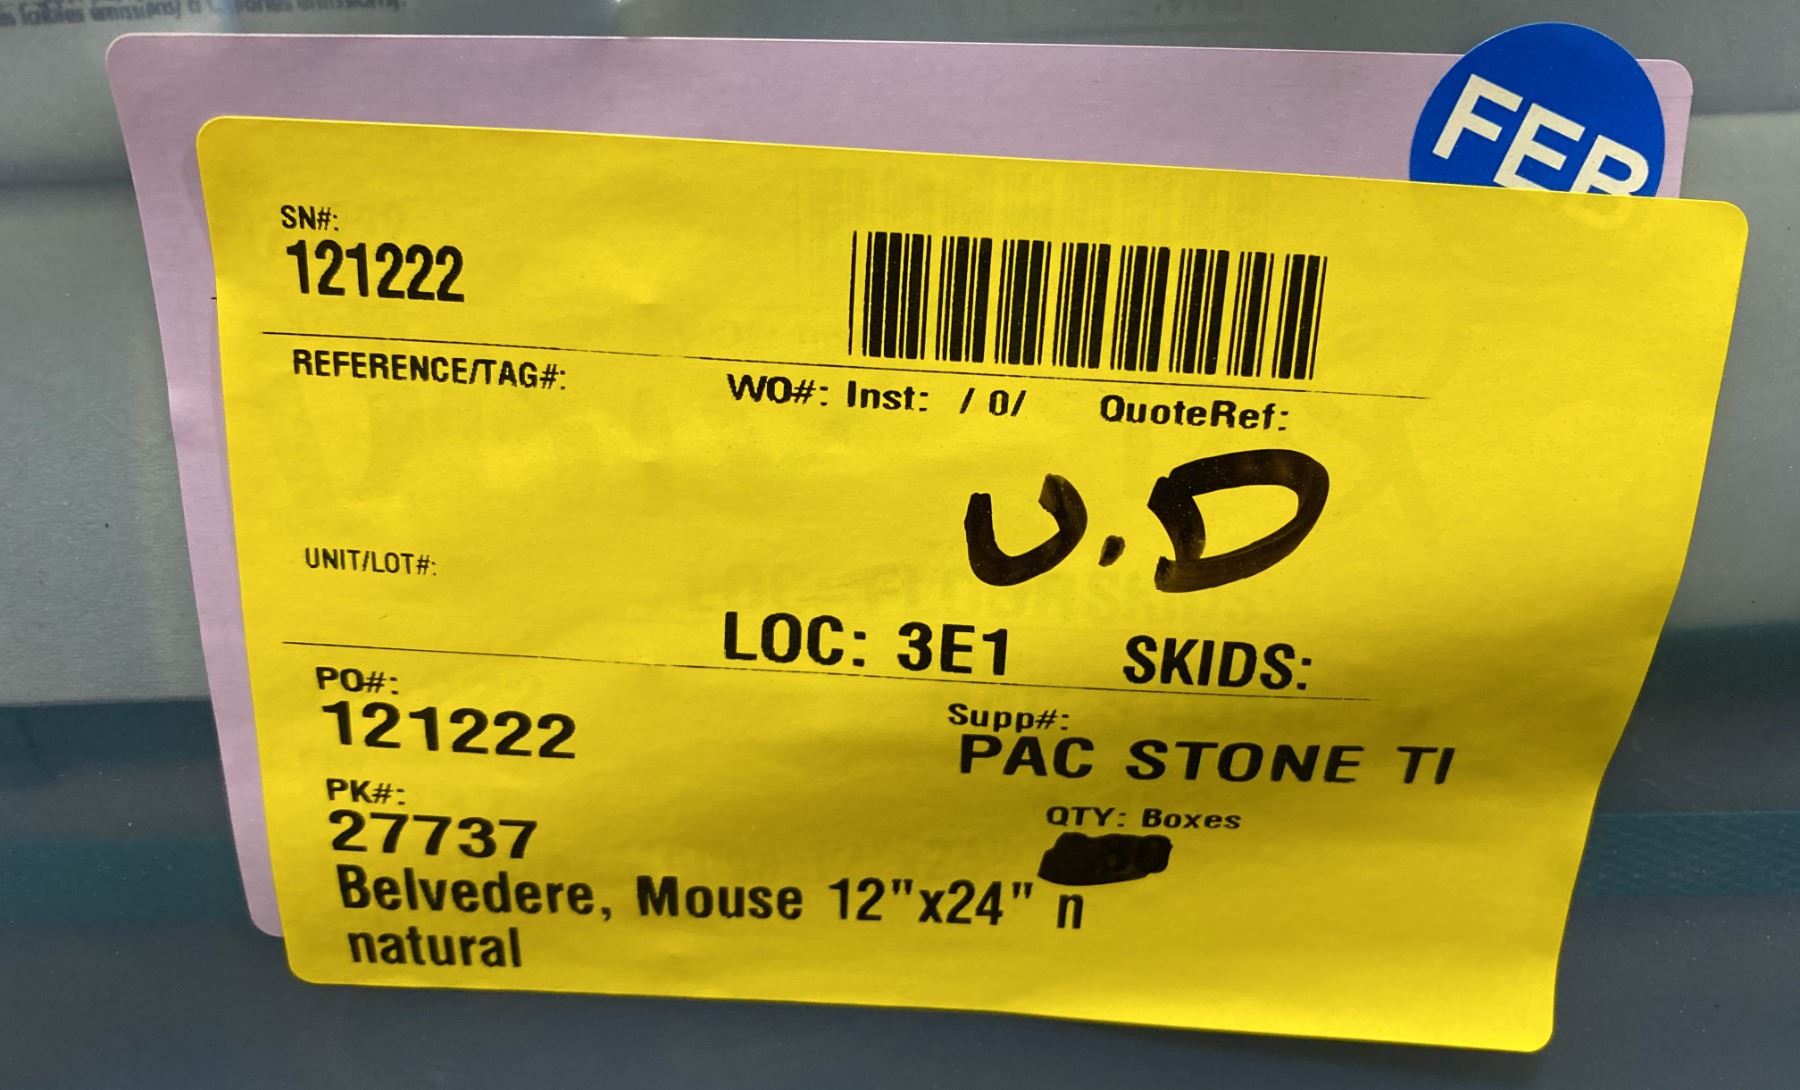 FEB
SN#:
121222
REFERENCE/TAG#:
WO#: Inst: / 0/ QuoteRef:
U.D
UNIT/LOT#:
LOC: 3E1 SKIDS:
PO#:
121222
Supp#:
PAC STONE TI
PK#:
27737
QTY: Boxes
Belvedere, Mouse 12"x24" n
natural